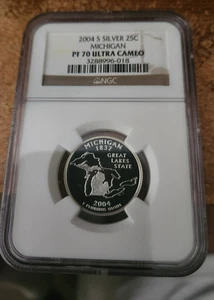 2004 S SILVER 25C
MICHIGAN
PF 70 ULTRA CAMEO
3288996-018
NGC
MICHIGAN
1837
GREAT
LAKES
STATE
2004
E PLURIBUS UNUM